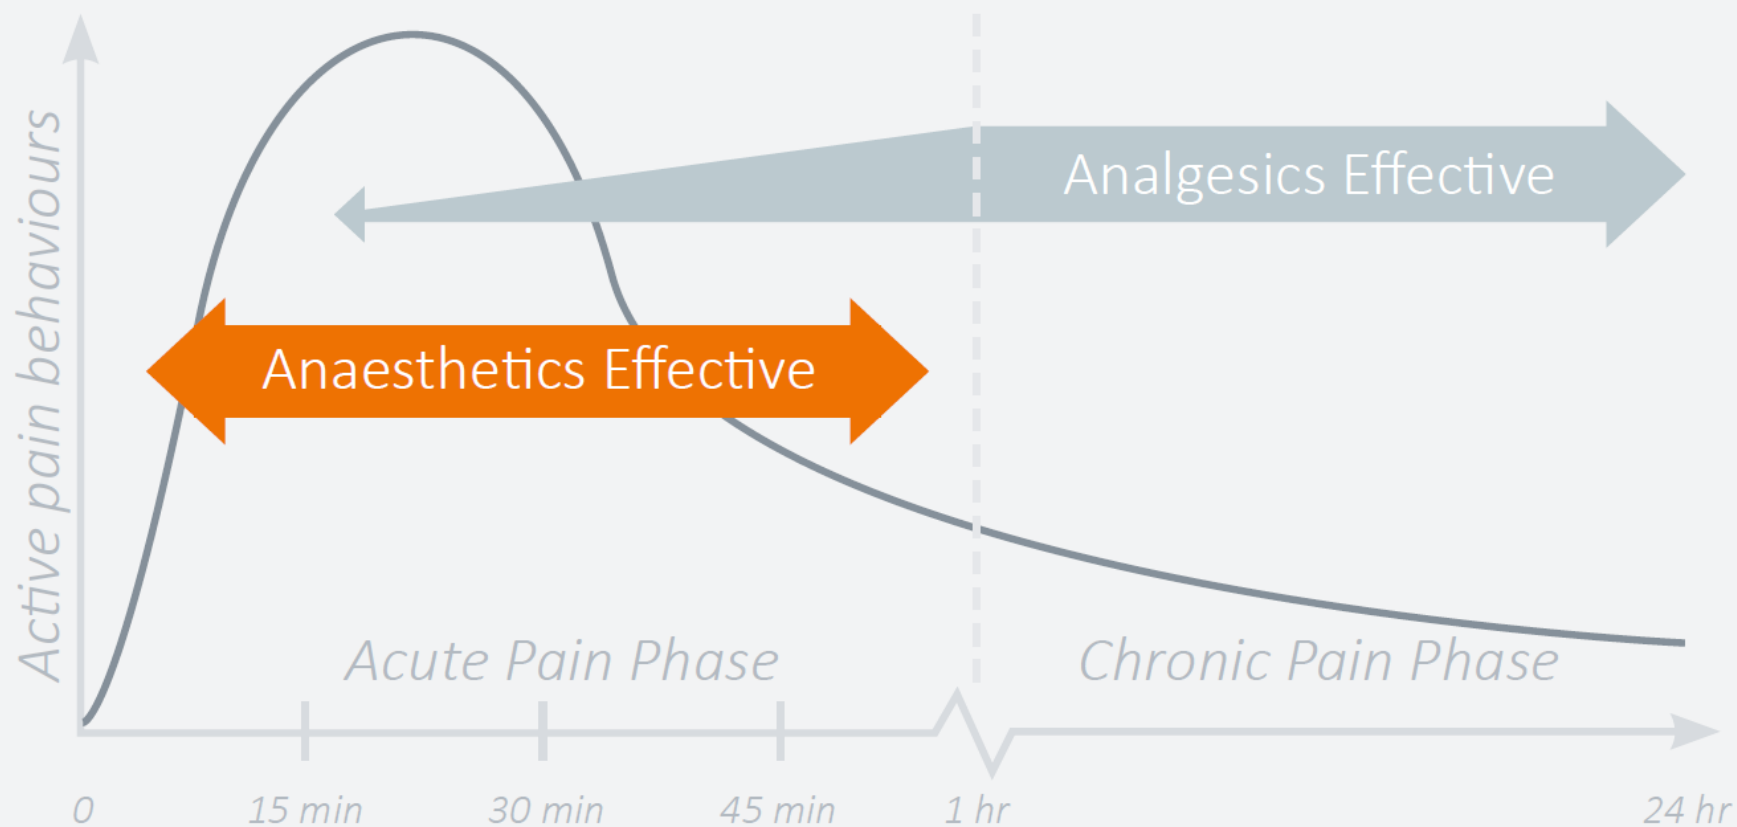 Active pain behaviours
Analgesics Effective
Anaesthetics Effective
Acute Pain Phase
Chronic Pain Phase
0
15 min
30 min
45 min
1 hr
24 hr